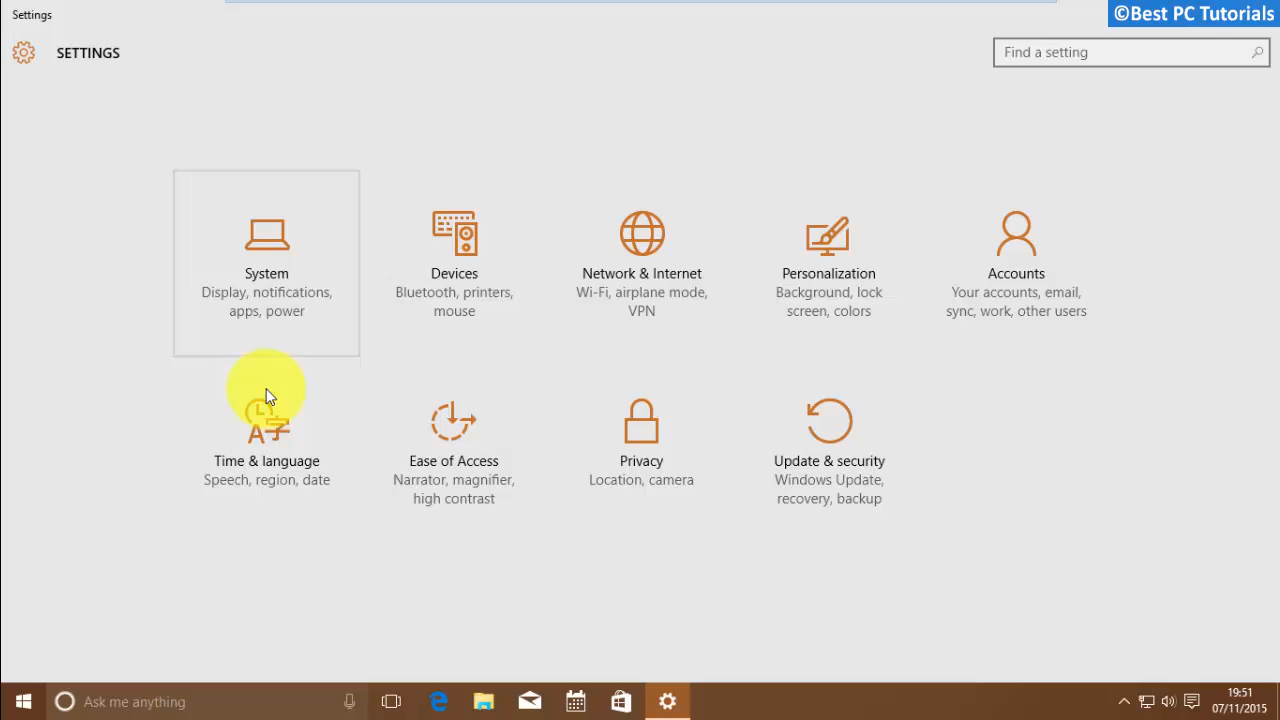 Settings
©Best PC Tutorials
SETTINGS
Find a setting
System
Display, notifications,
apps, power
Devices
Bluetooth, printers,
mouse
Network & Internet
Wi-Fi, airplane mode,
VPN
Personalization
Background, lock
screen, colors
Accounts
Your accounts, email,
sync, work, other users
A字
Time & language
Speech, region, date
Ease of Access
Narrator, magnifier,
high contrast
Privacy
Location, camera
Update & security
Windows Update,
recovery, backup
Ask me anything
19:51
07/11/2015